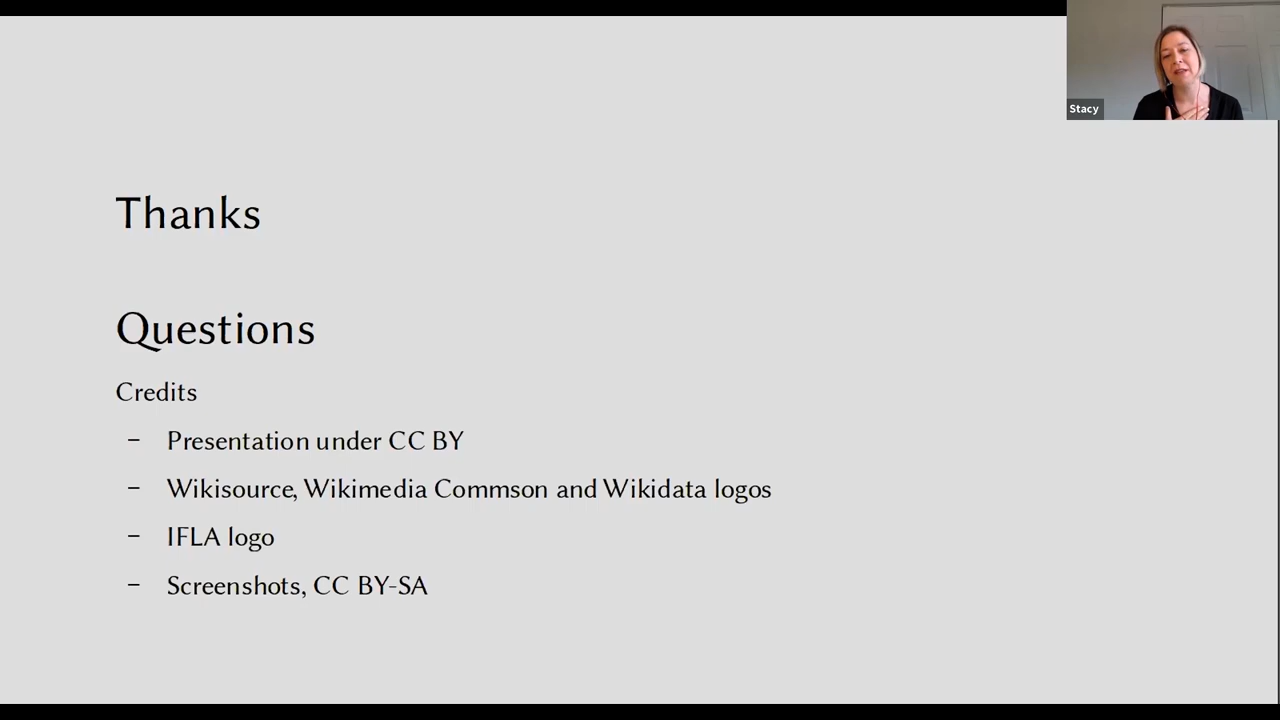 Stacy
Thanks
Questions
Credits
– Presentation under CC BY
– Wikisource, Wikimedia Commson and Wikidata logos
– IFLA logo
– Screenshots, CC BY-SA